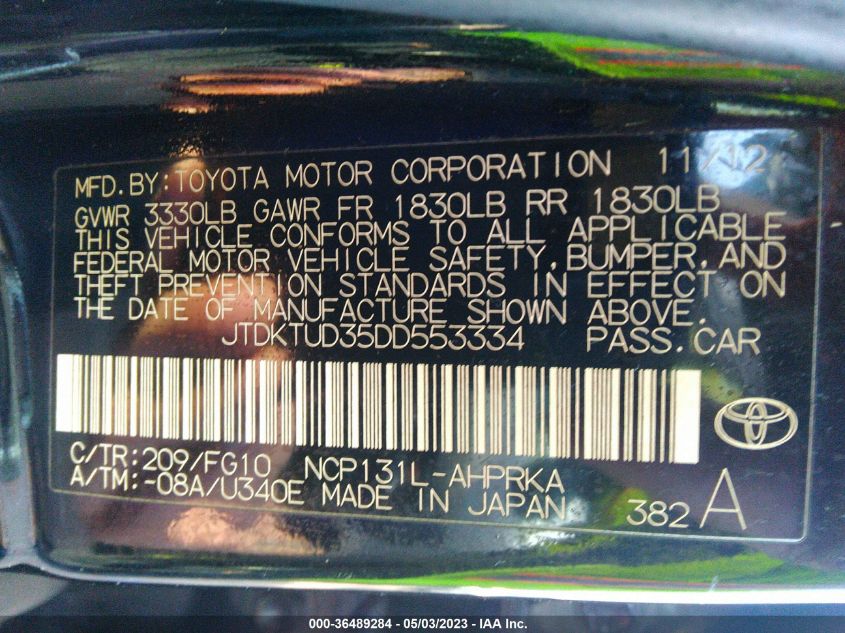 MFD.BY:TOYOTA MOTOR CORPORATION 11/12
GVWR 3330LB GAWR FR 1830LB RR 1830LB
THIS VEHICLE CONFORMS TO ALL APPLICABLE
FEDERAL MOTOR VEHICLE SAFETY,BUMPER,AND
THEFT PREVENTION STANDARDS IN EFFECT ON
THE DATE OF MANUFACTURE SHOWN ABOVE.
JTDKTUD35DD553334 PASS.CAR
C/TR:209/FG10 NCP131L-AHPRKA
A/TM:-08A/U340E MADE IN JAPAN
382 A
000-36489284 - 05/03/2023 - IAA Inc.